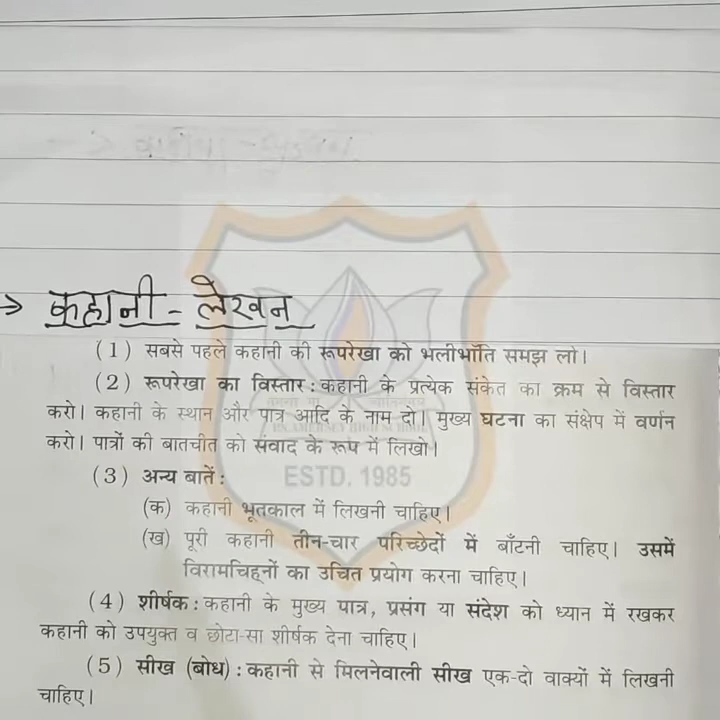 → कहानी - लेखन
(1) सबसे पहले कहानी की रूपरेखा को भलीभाँति समझ लो।
(2) रूपरेखा का विस्तार : कहानी के प्रत्येक संकेत का क्रम से विस्तार
करो। कहानी के स्थान और पात्र आदि के नाम दो। मुख्य घटना का संक्षेप में वर्णन
करो। पात्रों की बातचीत को संवाद के रूप में लिखो।
(3) अन्य बातें :
ESTD. 1985
(क) कहानी भूतकाल में लिखनी चाहिए।
(ख) पूरी कहानी तीन-चार परिच्छेदों में बाँटनी चाहिए। उसमें
विरामचिह्नों का उचित प्रयोग करना चाहिए।
(4) शीर्षक : कहानी के मुख्य पात्र, प्रसंग या संदेश को ध्यान में रखकर
कहानी को उपयुक्त व छोटा-सा शीर्षक देना चाहिए।
(5) सीख (बोध) : कहानी से मिलनेवाली सीख एक-दो वाक्यों में लिखनी
चाहिए।